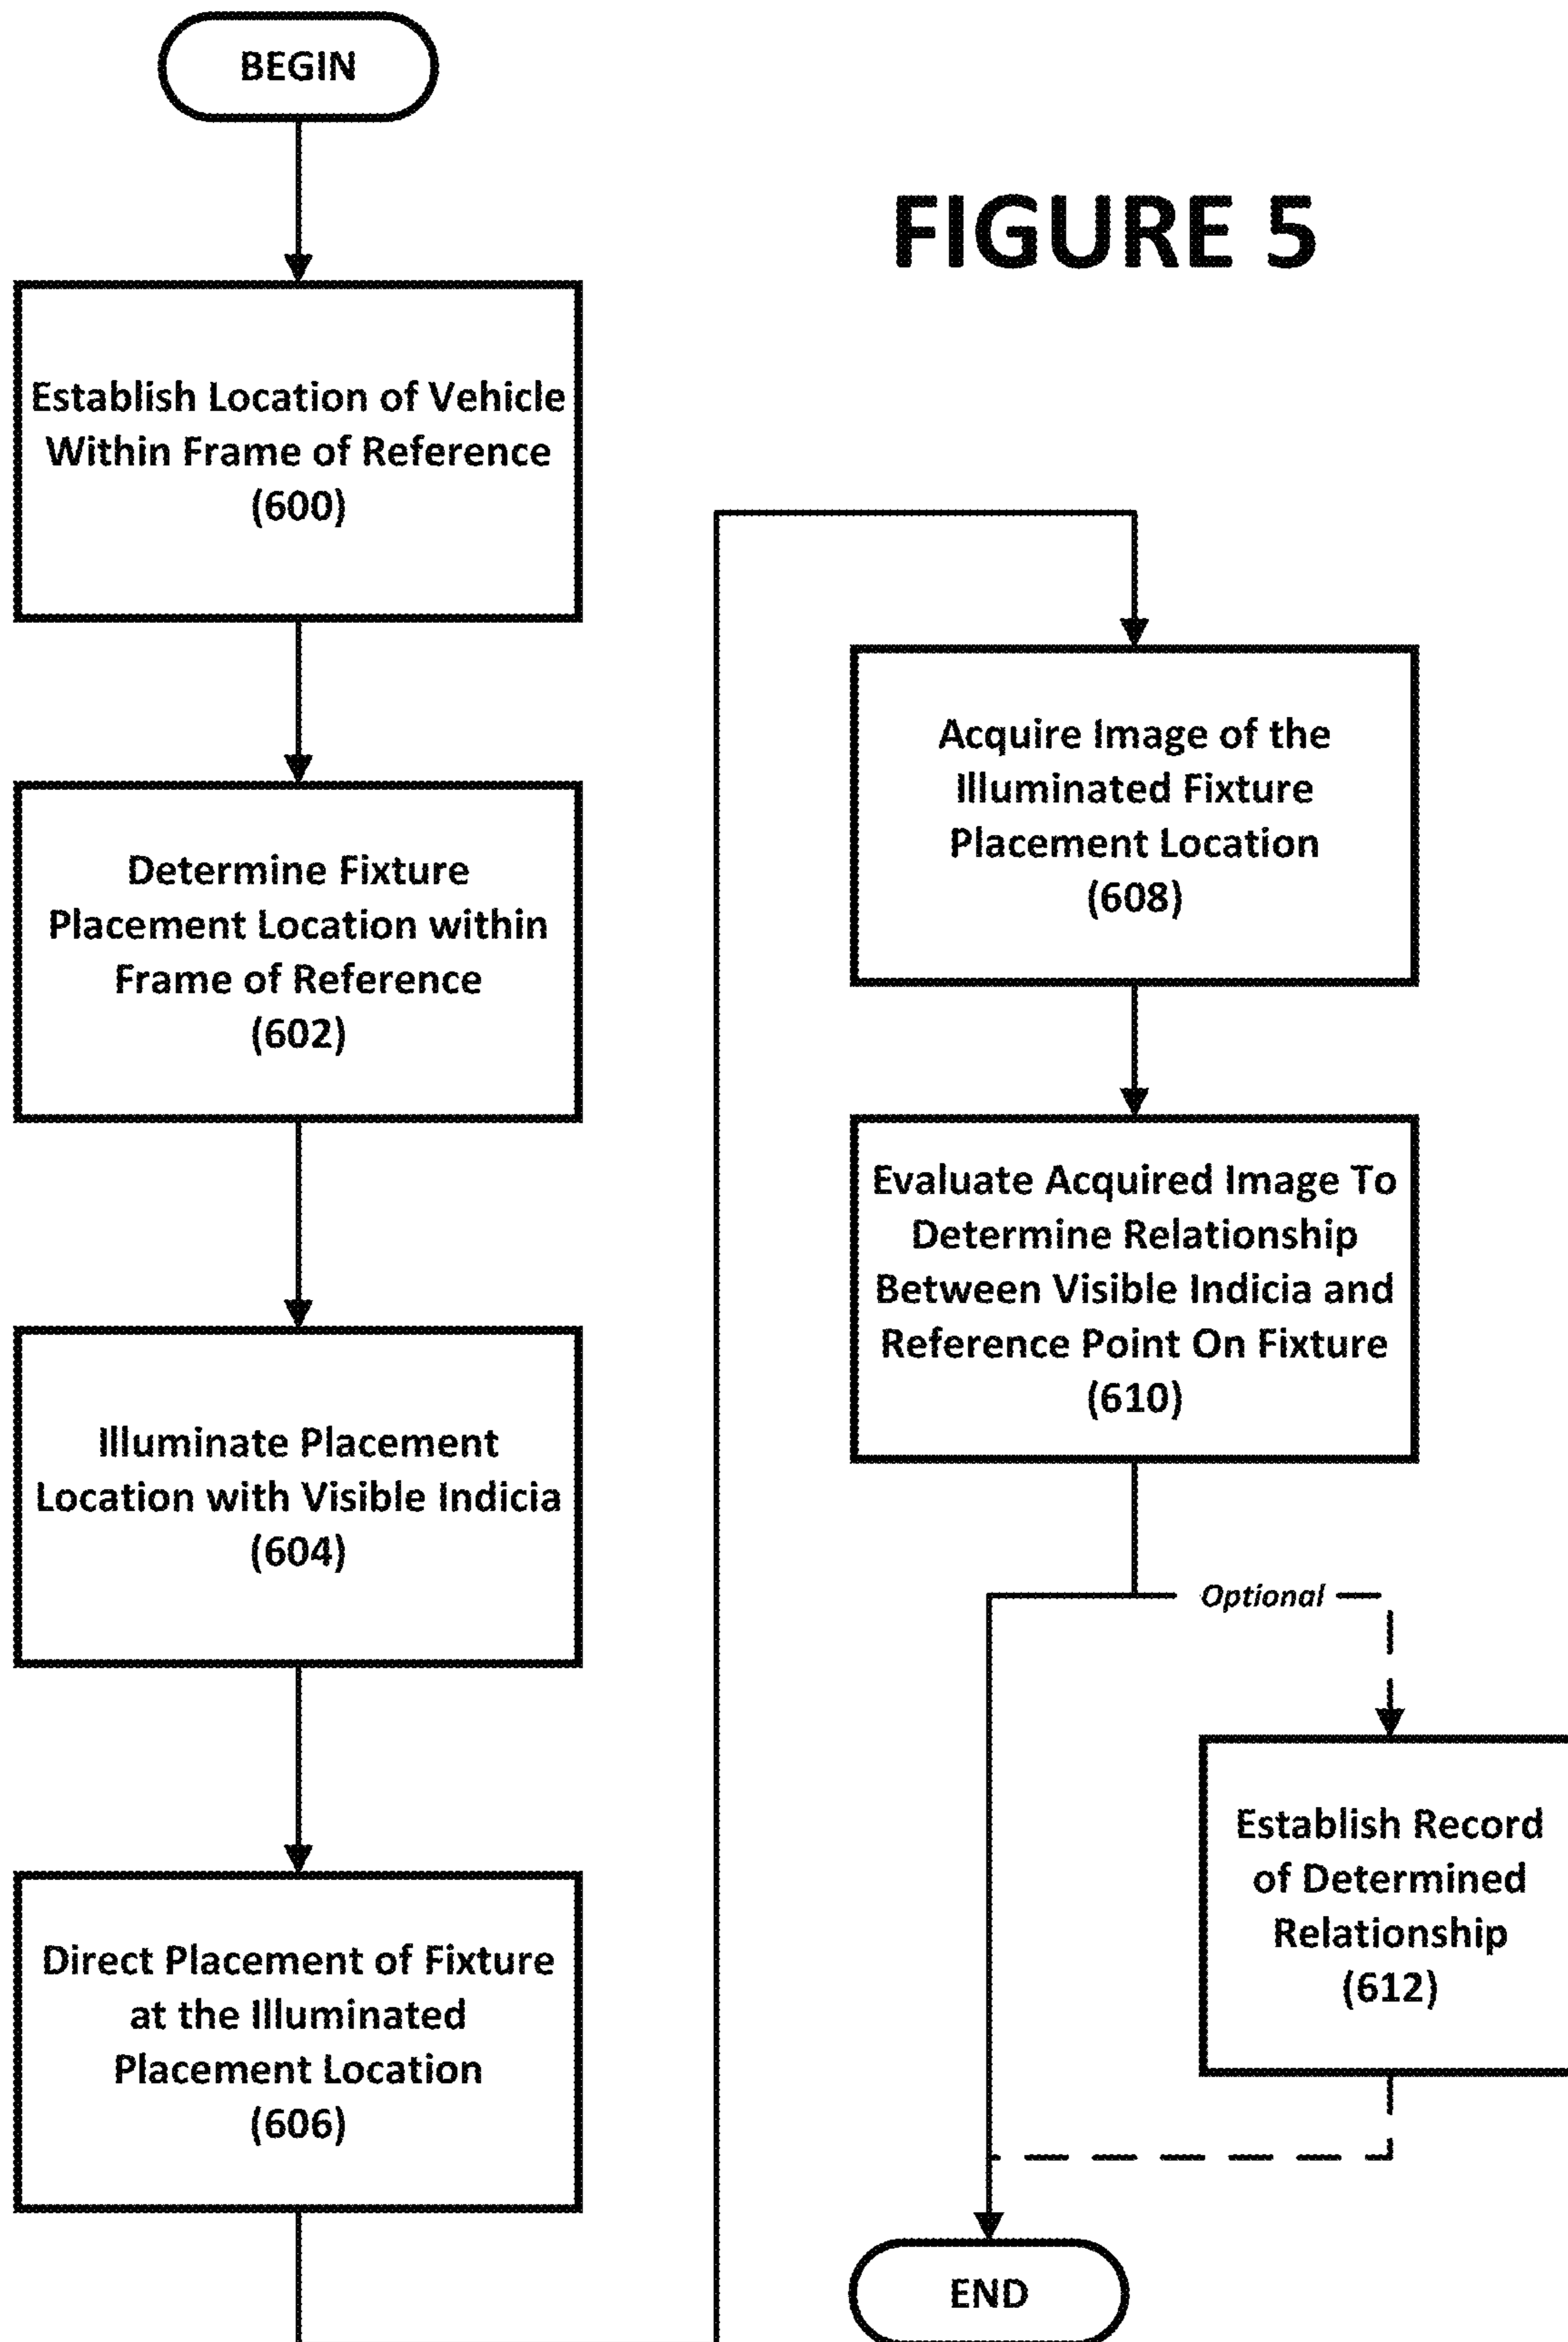 BEGIN
FIGURE 5
Establish Location of Vehicle
Within Frame of Reference
(600)
Determine Fixture
Placement Location within
Frame of Reference
(602)
Illuminate Placement
Location with Visible Indicia
(604)
Direct Placement of Fixture
at the Illuminated
Placement Location
(606)
Acquire Image of the
Illuminated Fixture
Placement Location
(608)
Evaluate Acquired Image To
Determine Relationship
Between Visible Indicia and
Reference Point On Fixture
(610)
Optional
Establish Record
of Determined
Relationship
(612)
END